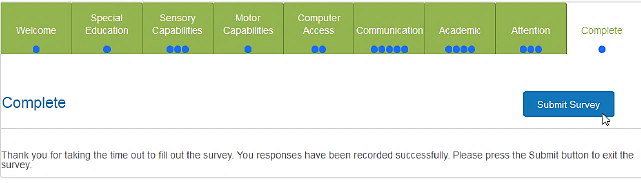 Welcome
Special
Education
Sensory
Capabilities
Motor
Capabilities
Computer
Access
Communication
Academic
Attention
Complete
Complete
Submit Survey
Thank you for taking the time out to fill out the survey. You responses have been recorded successfully. Please press the Submit button to exit the
survey.